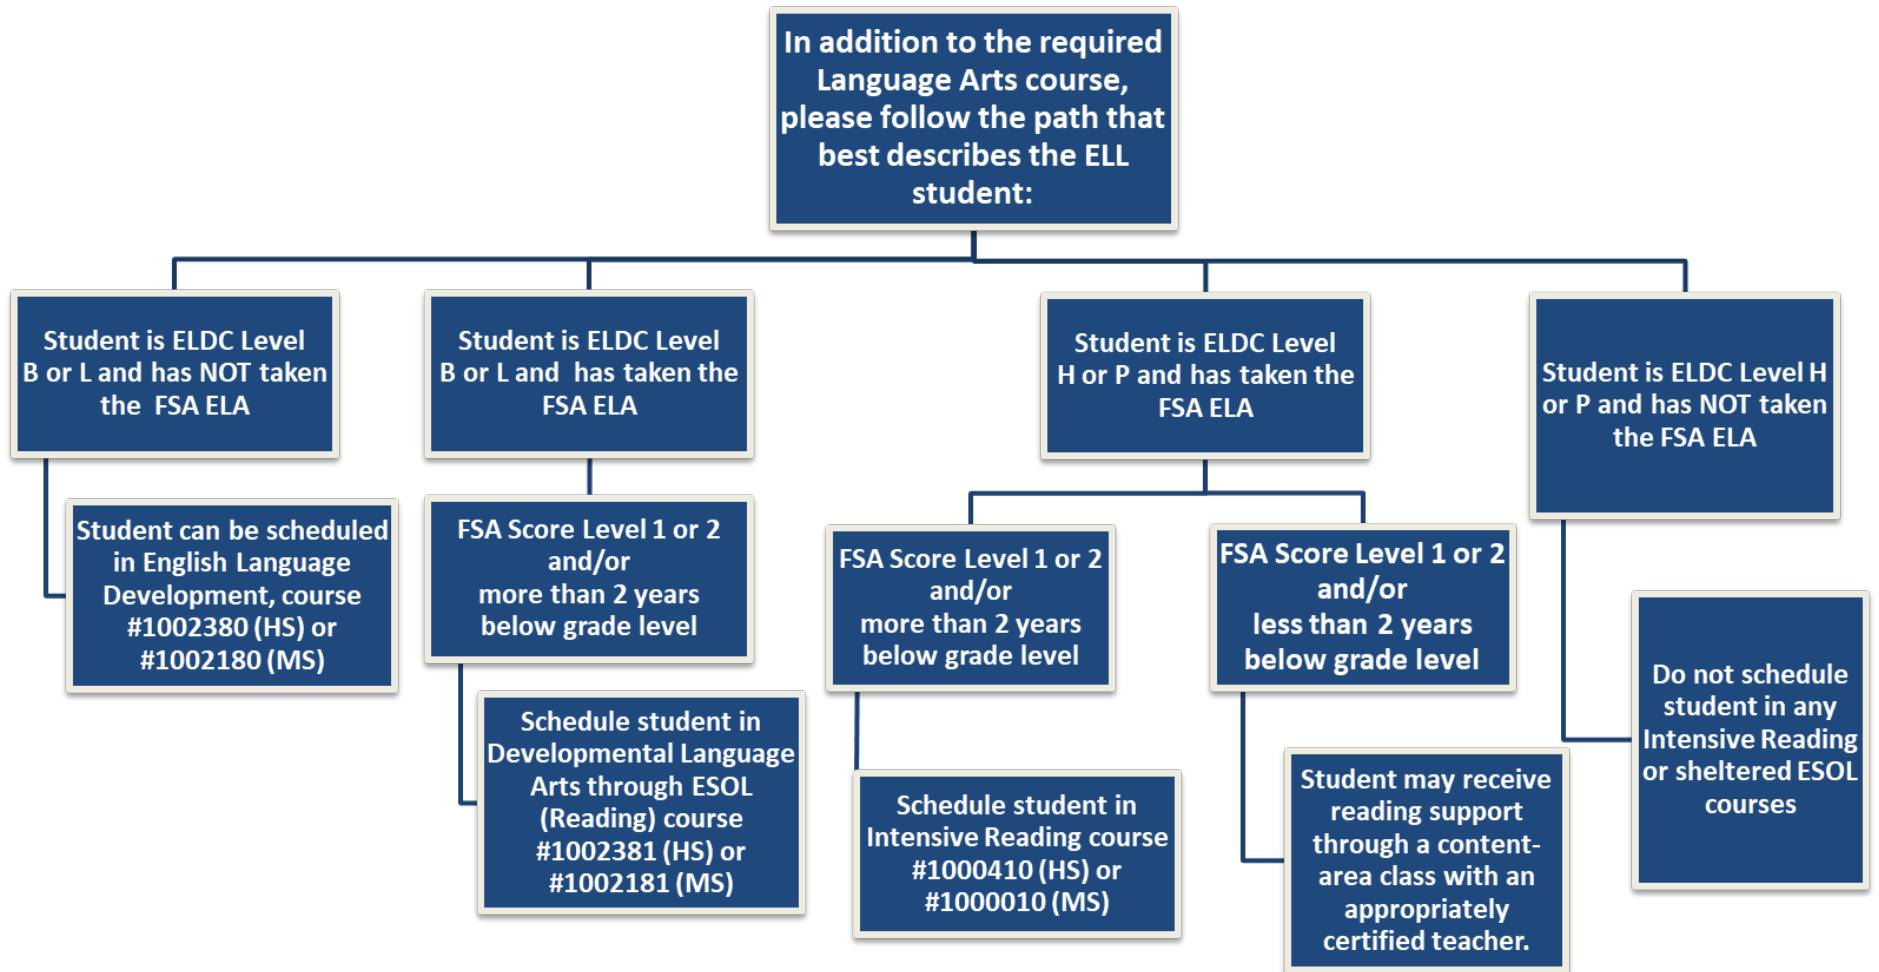 In addition to the required
Language Arts course,
please follow the path that
best describes the ELL
student:
Student is ELDC Level
B or L and has NOT taken
the FSA ELA
Student can be scheduled
in English Language
Development, course
#1002380 (HS) or
#1002180 (MS)
Student is ELDC Level
B or L and has taken the
FSA ELA
FSA Score Level 1 or 2
and/or
more than 2 years
below grade level
Schedule student in
Developmental Language
Arts through ESOL
(Reading) course
#1002381 (HS) or
#1002181 (MS)
Student is ELDC Level
H or P and has taken the
FSA ELA
FSA Score Level 1 or 2
and/or
more than 2 years
below grade level
Schedule student in
Intensive Reading course
#1000410 (HS) or
#1000010 (MS)
FSA Score Level 1 or 2
and/or
less than 2 years
below grade level
Student may receive
reading support
through a content-
area class with an
appropriately
certified teacher.
Student is ELDC Level H
or P and has NOT taken
the FSA ELA
Do not schedule
student in any
Intensive Reading
or sheltered ESOL
courses